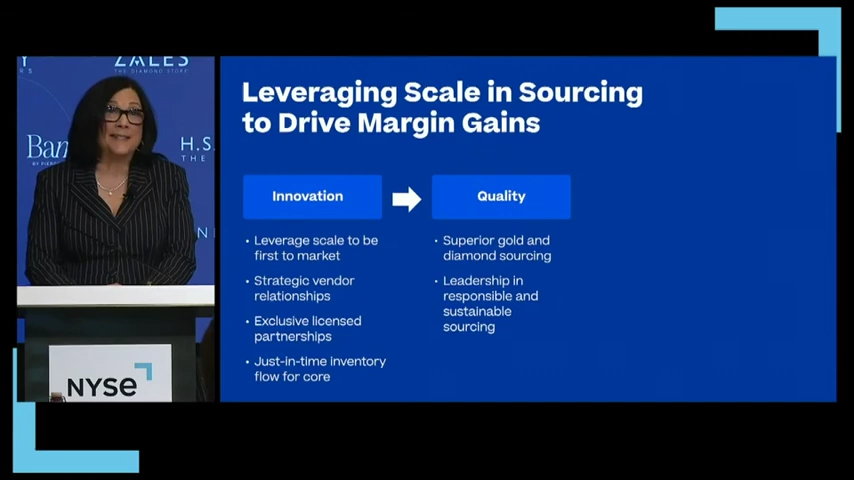 ZALES
THE DIAMOND STORE
Ban
H.S
THE
NYSE
Leveraging Scale in Sourcing
to Drive Margin Gains
Innovation
Quality
• Leverage scale to be
first to market
• Strategic vendor
relationships
• Exclusive licensed
partnerships
• Just-in-time inventory
flow for core
• Superior gold and
diamond sourcing
• Leadership in
responsible and
sustainable
sourcing